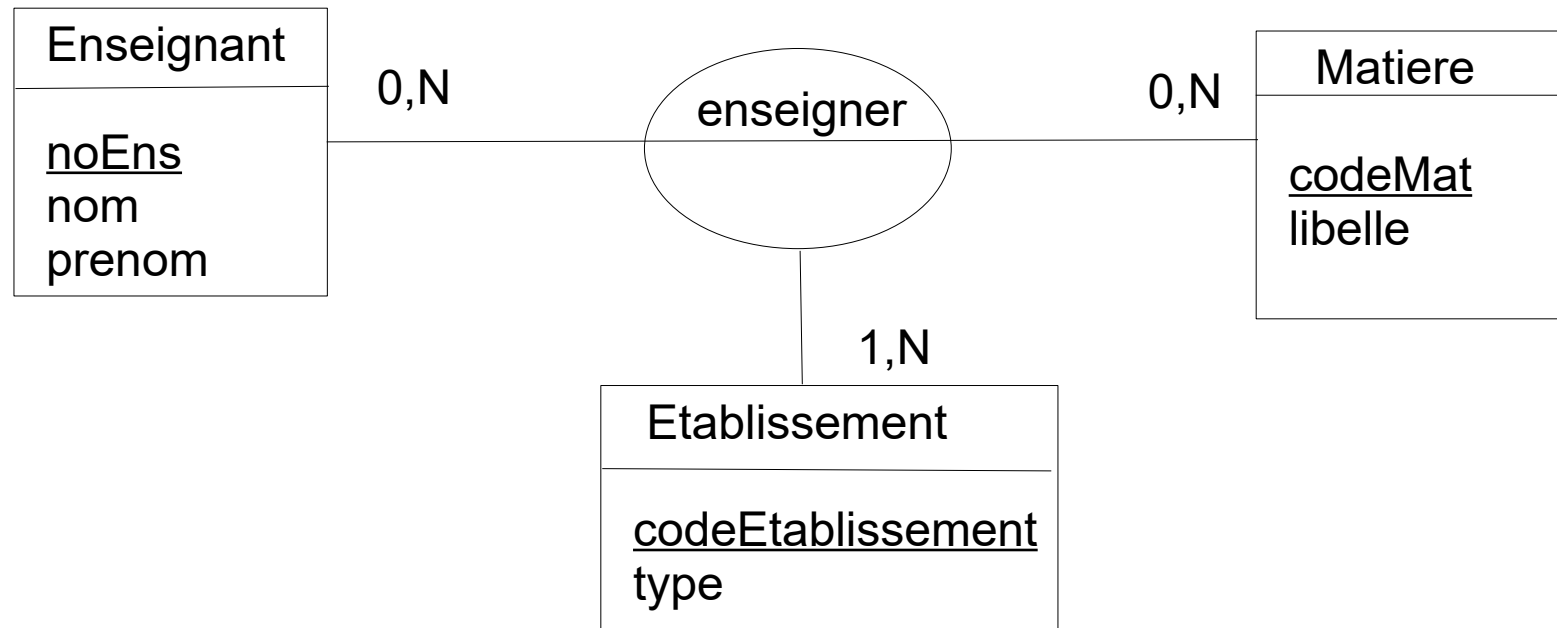 Enseignant
noEns
nom
prenom
0,N
enseigner
0,N
Matiere
codeMat
libelle
1,N
Etablissement
codeEtablissement
type